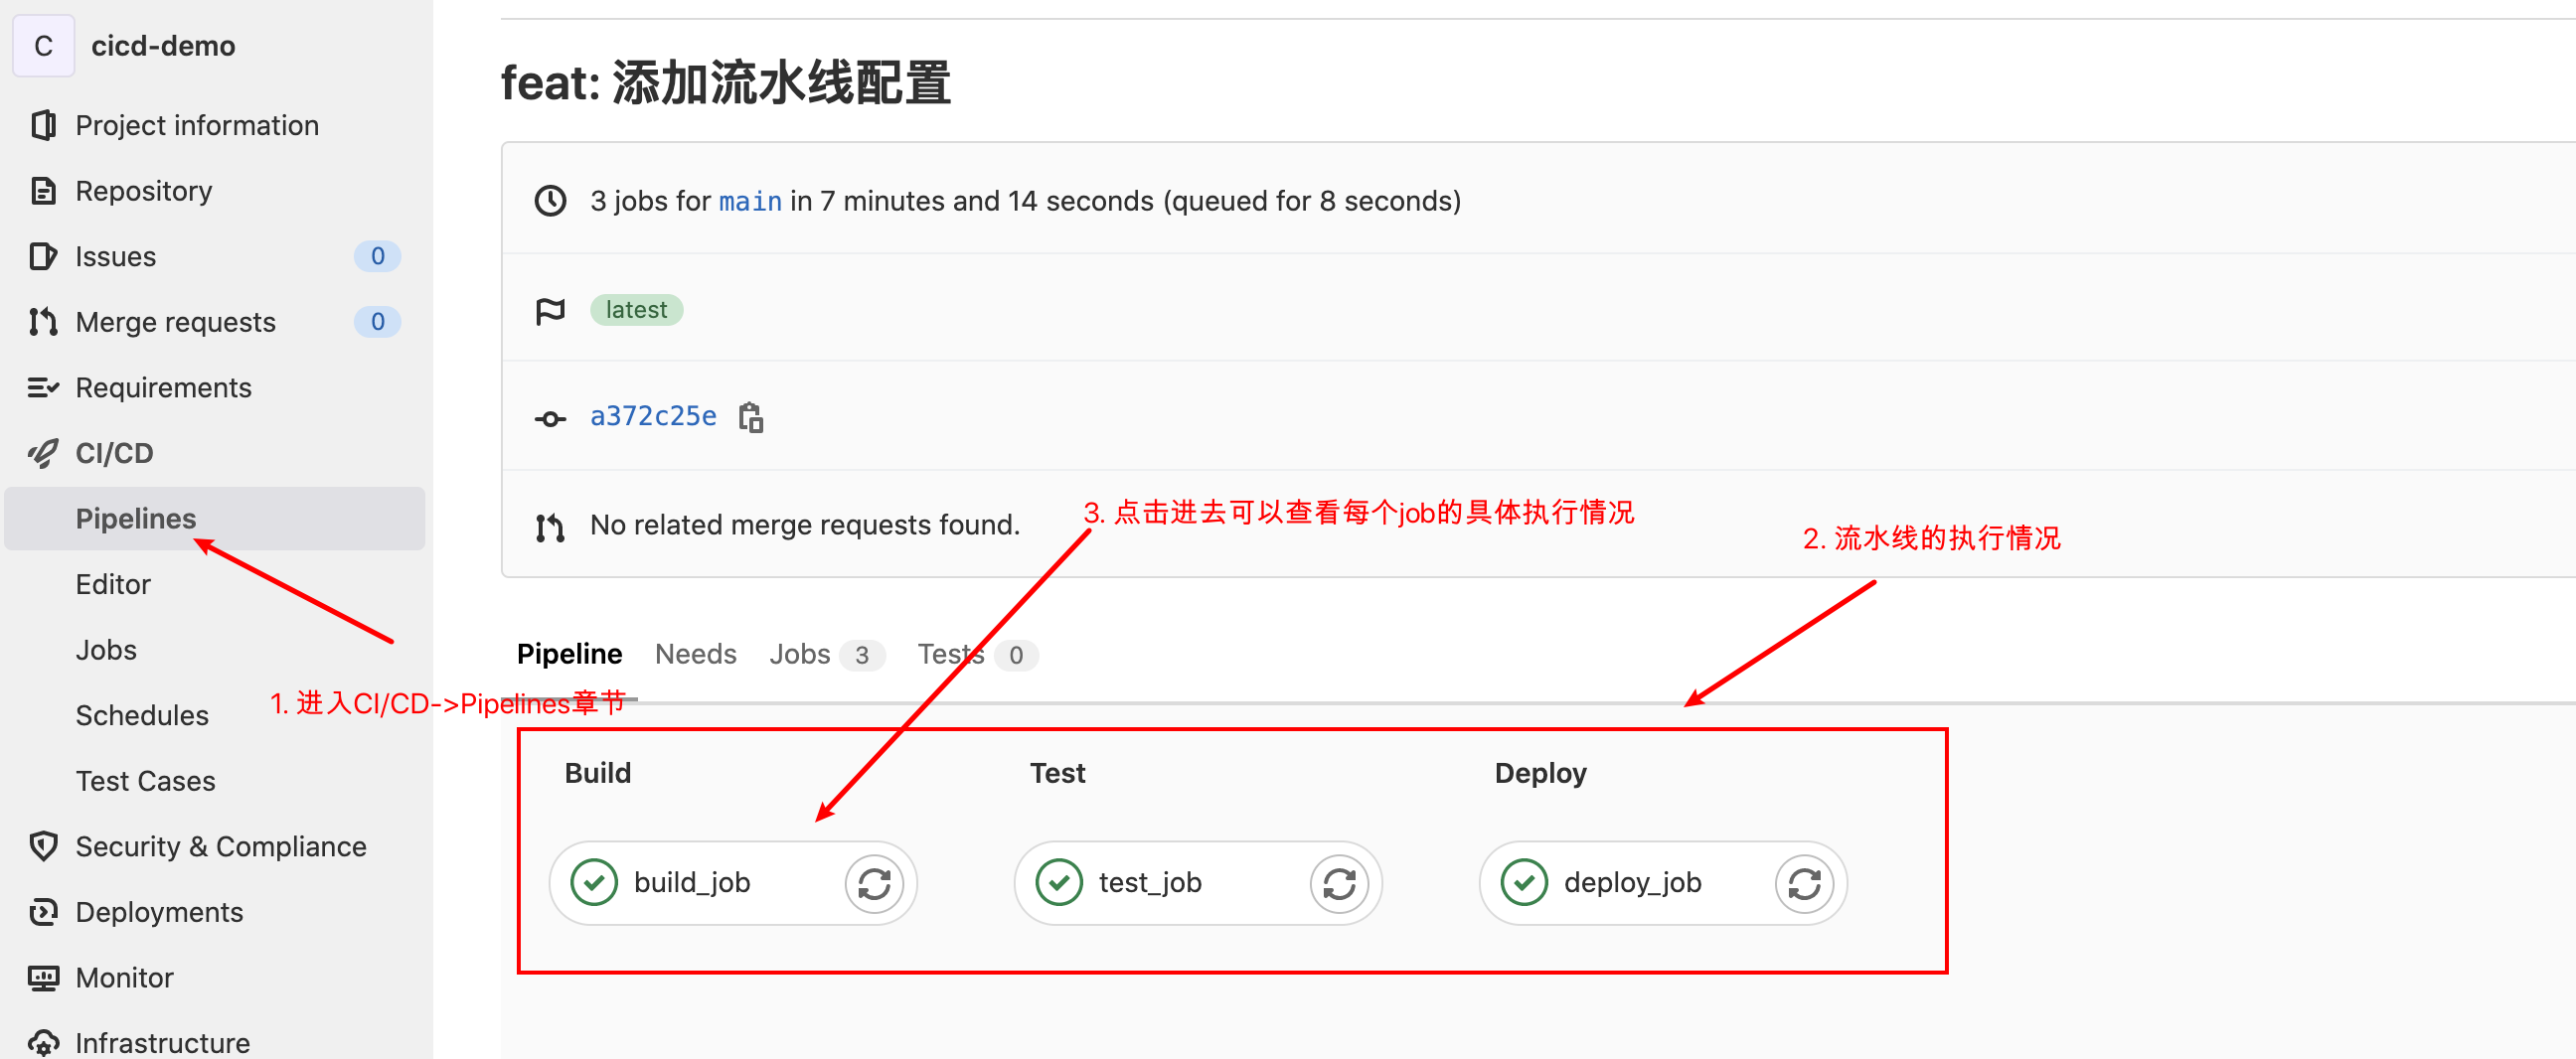 C cicd-demo
Project information
Repository
Issues 0
Merge requests 0
Requirements
CI/CD
Pipelines
Editor
Jobs
Schedules
Test Cases
Security & Compliance
Deployments
Monitor
Infrastructure
feat: 添加流水线配置
3 jobs for main in 7 minutes and 14 seconds (queued for 8 seconds)
latest
a372c25e
No related merge requests found.
3. 点击进去可以查看每个job的具体执行情况
2. 流水线的执行情况
Pipeline Needs Jobs 3 Tests 0
1. 进入CI/CD->Pipelines章节
Build Test Deploy
build_job test_job deploy_job